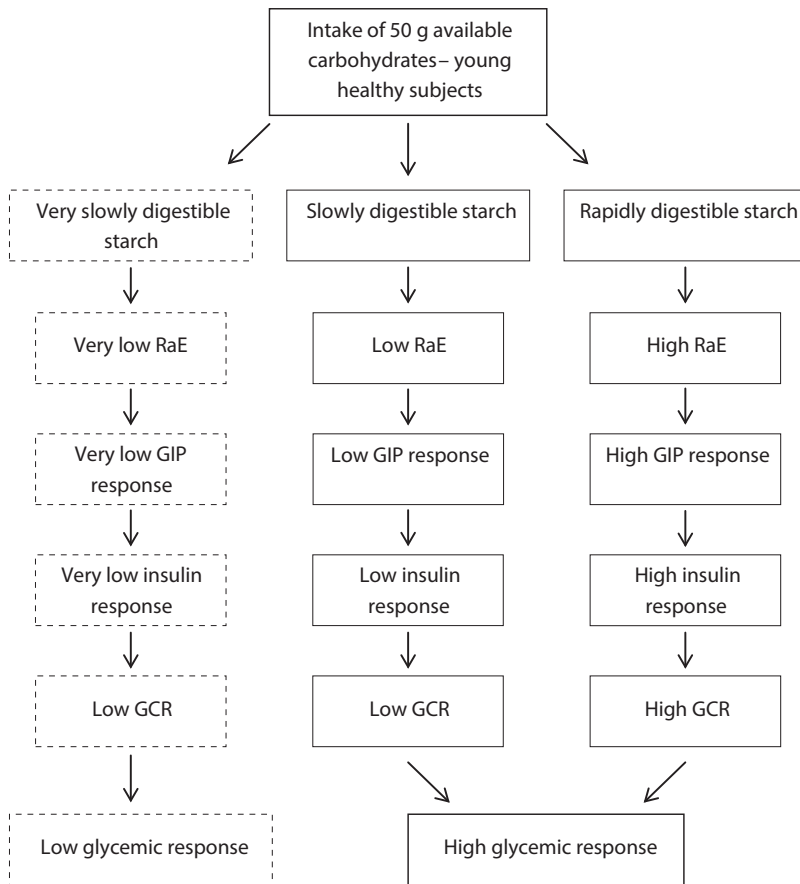 Intake of 50 g available
carbohydrates– young
healthy subjects
Very slowly digestible
starch
Slowly digestible starch
Rapidly digestible starch
Very low RaE
Low RaE
High RaE
Very low GIP
response
Low GIP response
High GIP response
Very low insulin
response
Low insulin
response
High insulin
response
Low GCR
Low GCR
High GCR
Low glycemic response
High glycemic response